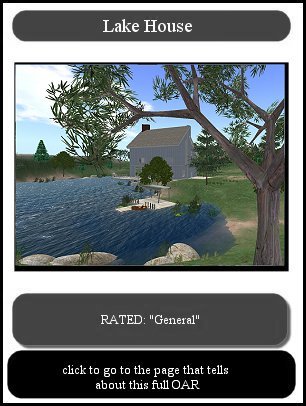 Lake House
RATED: "General"
click to go to the page that tells
about this full OAR